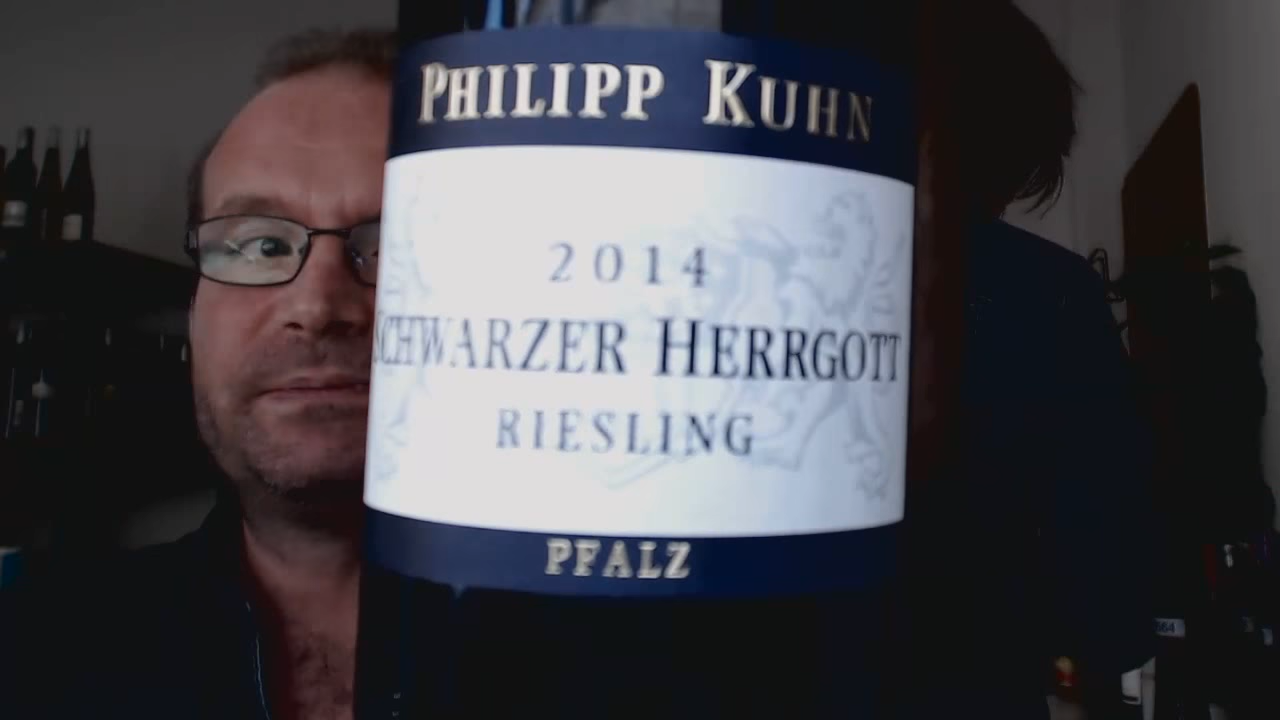 PHILIPP KUHN
2014
SCHWARZER HERRGOTT
RIESLING
PFALZ